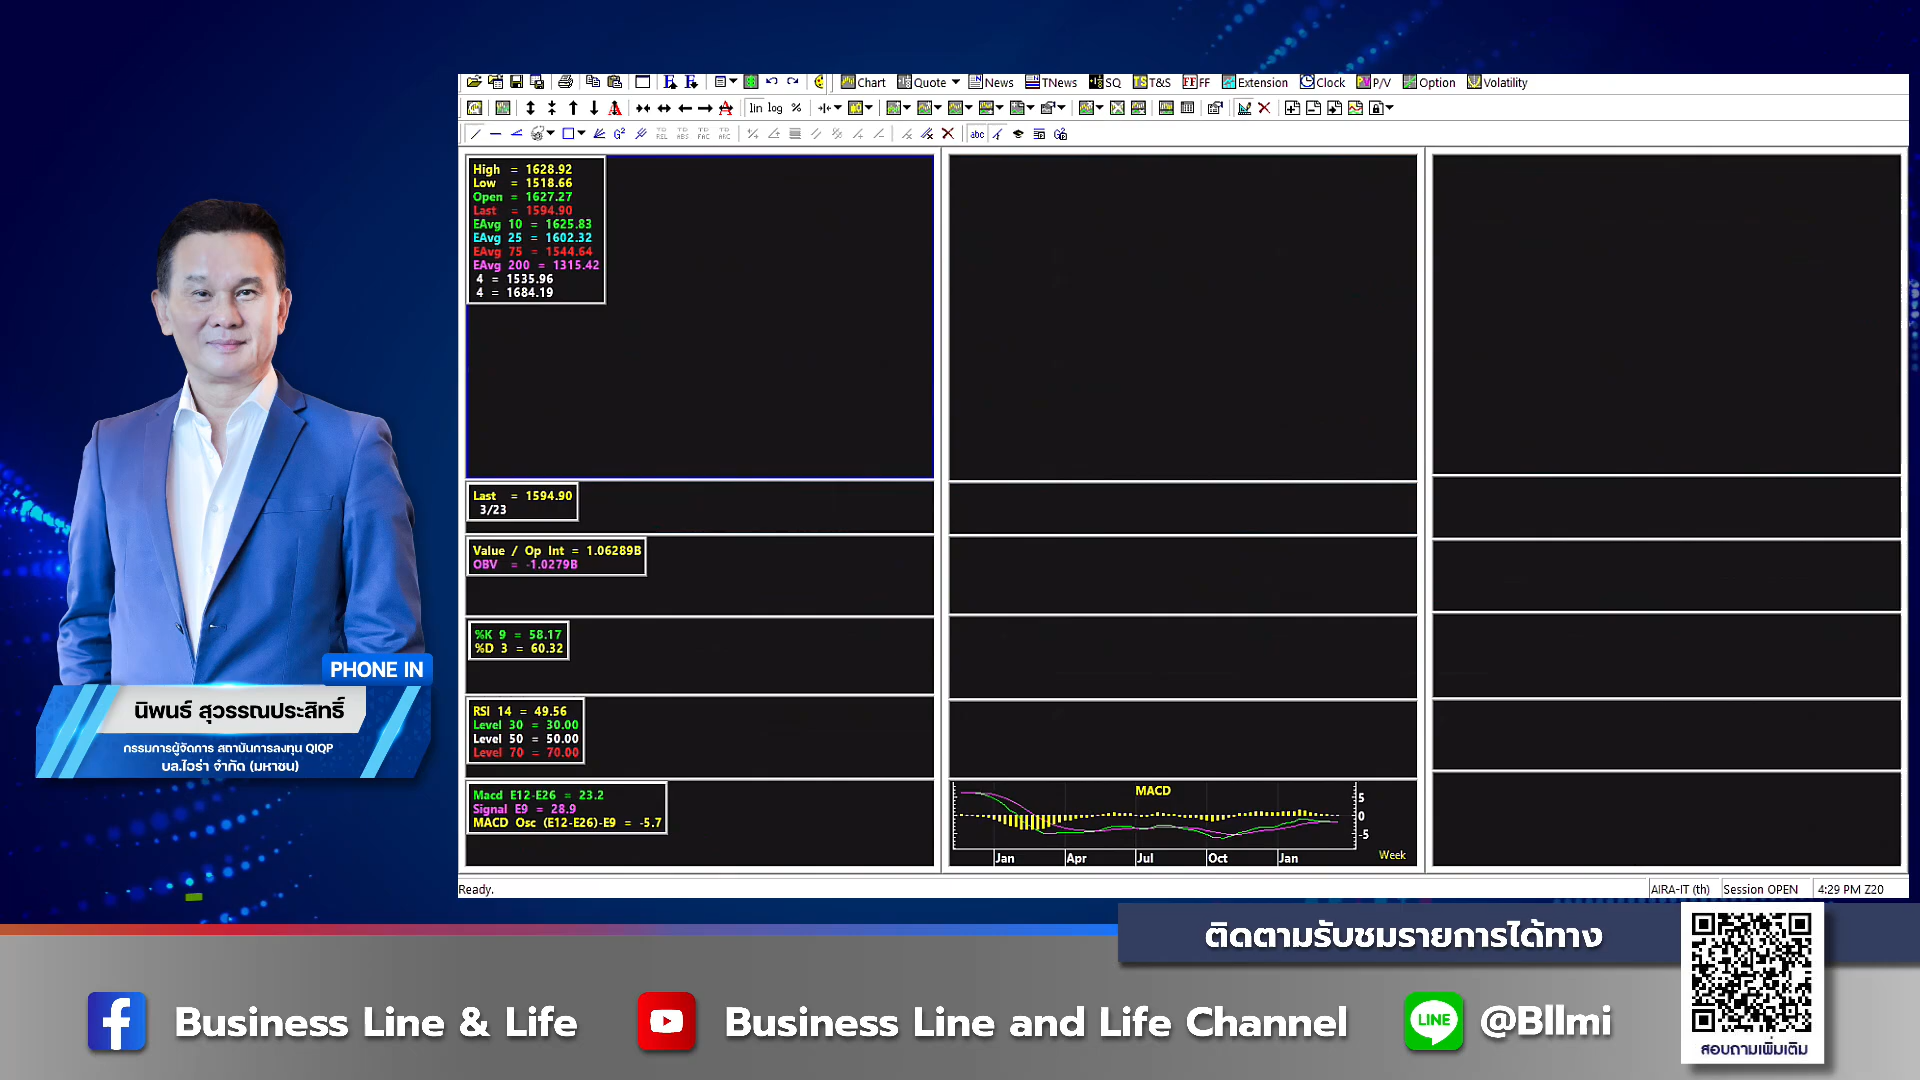 Chart Quote News TNews SQ T&S FF Extension Clock P/V Option Volatility
lin log %
abc
High = 1628.92
Low = 1518.66
Open = 1627.27
Last = 1594.90
EAvg 10 = 1625.83
EAvg 25 = 1602.32
EAvg 75 = 1544.64
EAvg 200 = 1315.42
4 = 1535.96
4 = 1684.19
Last = 1594.90
3/23
Value / Op Int = 1.06289B
OBV = -1.0279B
%K 9 = 58.17
%D 3 = 60.32
RSI 14 = 49.56
Level 30 = 30.00
Level 50 = 50.00
Level 70 = 70.00
Macd E12-E26 = 23.2
Signal E9 = 28.9
MACD Osc (E12-E26)-E9 = -5.7
MACD
5
0
-5
Jan Apr Jul Oct Jan Week
Ready. AIRA-IT (th) Session OPEN 4:29 PM Z20
PHONE IN
นิพนธ์ สุวรรณประสิทธิ์
กรรมการผู้จัดการ สถาบันการลงทุน QIQP
บล.ไอร่า จำกัด (มหาชน)
ติดตามรับชมรายการได้ทาง
Business Line & Life
Business Line and Life Channel
LINE @Bllmi
สอบถามเพิ่มเติม